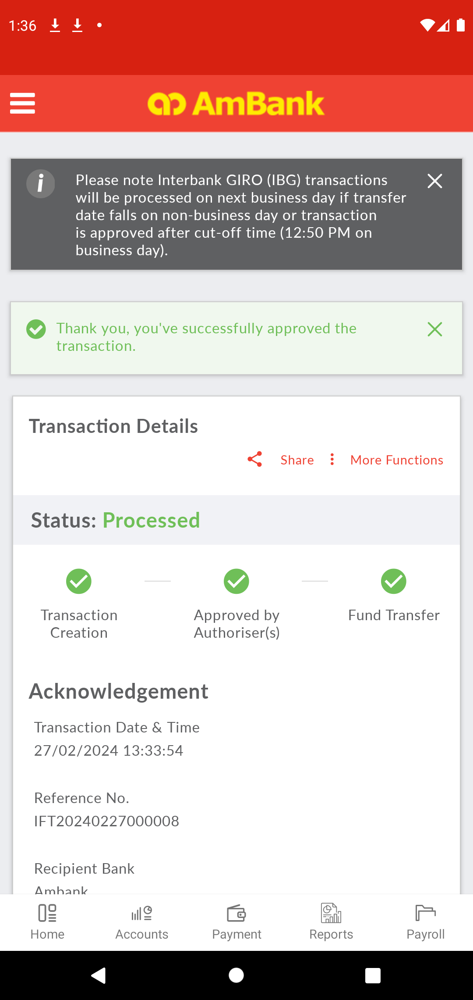 1:36
AmBank
Please note Interbank GIRO (IBG) transactions
will be processed on next business day if transfer
date falls on non-business day or transaction
is approved after cut-off time (12:50 PM on
business day).
Thank you, you've successfully approved the
transaction.
Transaction Details
Share
More Functions
Status: Processed
Transaction
Creation
Approved by
Authoriser(s)
Fund Transfer
Acknowledgement
Transaction Date & Time
27/02/2024 13:33:54
Reference No.
IFT20240227000008
Recipient Bank
Ambank
Home
Accounts
Payment
Reports
Payroll